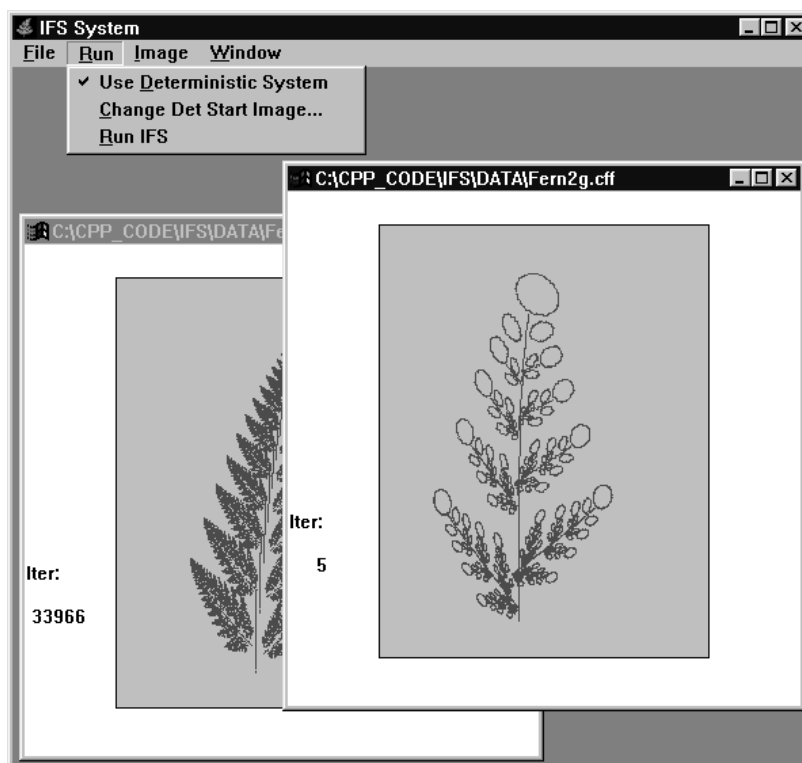 IFS System
File Run Image Window
Use Deterministic System
Change Det Start Image...
Run IFS
C:\CPP_CODE\IFS\DATA\Fern2g.cff
C:\CPP_CODE\IFS\DATA\Fe
Iter:
5
Iter:
33966